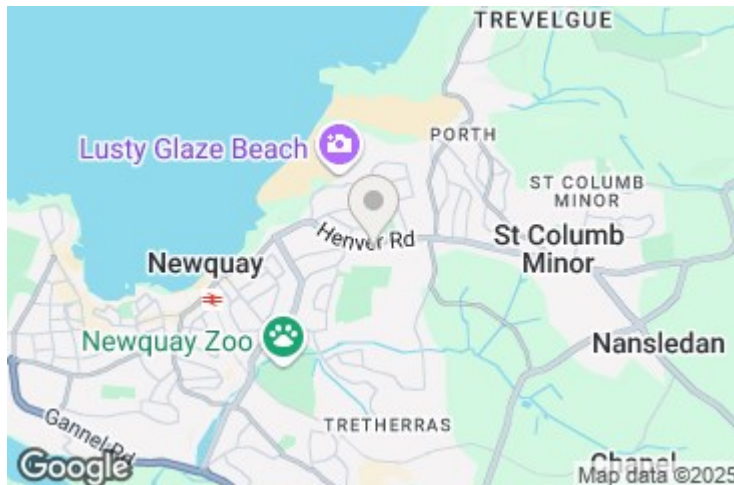 TREVELGUE
PORTH
Lusty Glaze Beach
ST COLUMB
MINOR
Henver Rd
St Columb
Minor
Newquay
Newquay Zoo
Nansledan
Gannel Rd
TRETHERRAS
Chapel
Google
Map data ©2025